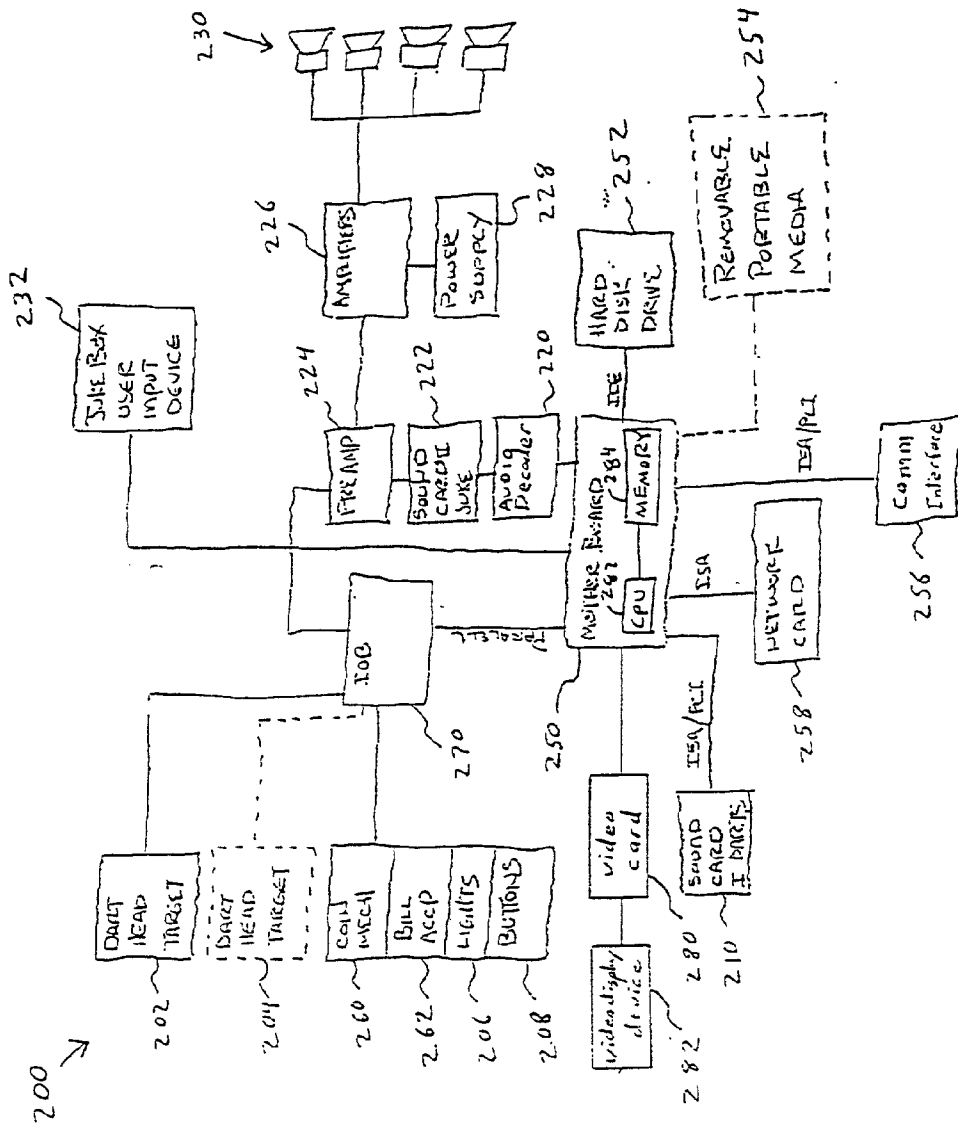 200
202
DART
HEAD
TARGET
204
DART
HEAD
TARGET
260
COIN
MECH
262
BILL
ACCP
206
LIGHTS
208
BUTTONS
IOB
270
232
JUKE BOX
USER
INPUT
DEVICE
224
PREAMP
222
SOUND
CARD II
JUKE
220
Audio
Decoder
226
AMPLIFIERS
228
POWER
SUPPLY
230
250
MOTHER BOARD
287
CPU
284
MEMORY
IDE
HARD
DISK
DRIVE
252
REMOVABLE
PORTABLE
MEDIA
254
ISA/PCI
Comm
Interface
256
ISA
NETWORK
CARD
258
ISA/PCI
SOUND
CARD
I DARTS
210
video
card
280
video display
device
282